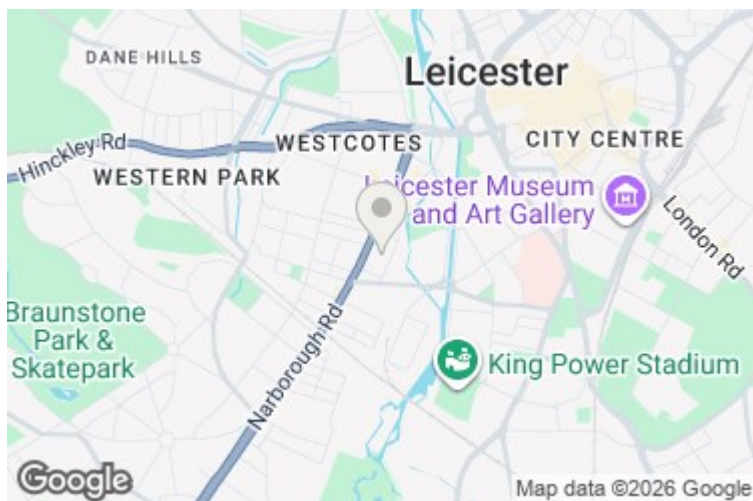 DANE HILLS
Leicester
Hinckley Rd
WESTCOTES
CITY CENTRE
WESTERN PARK
Leicester Museum
and Art Gallery
London Rd
Braunstone
Park &
Skatepark
Narborough Rd
King Power Stadium
Google
Map data ©2026 Google